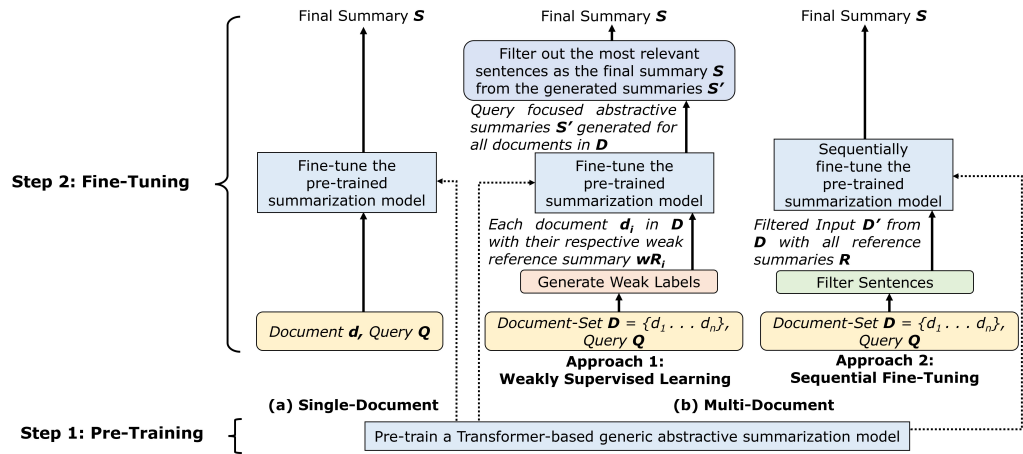 Final Summary S
Final Summary S
Final Summary S
Filter out the most relevant
sentences as the final summary S
from the generated summaries S′
Query focused abstractive
summaries S′ generated for
all documents in D
Step 2: Fine-Tuning
Fine-tune the
pre-trained
summarization model
Fine-tune the
pre-trained
summarization model
Sequentially
fine-tune the
pre-trained
summarization model
Each document di in D
with their respective weak
reference summary wRi
Filtered Input D′ from
D with all reference
summaries R
Generate Weak Labels
Filter Sentences
Document d, Query Q
Document-Set D = {d1 . . . dn},
Query Q
Document-Set D = {d1 . . . dn},
Query Q
Approach 1:
Weakly Supervised Learning
Approach 2:
Sequential Fine-Tuning
(a) Single-Document
(b) Multi-Document
Step 1: Pre-Training
Pre-train a Transformer-based generic abstractive summarization model